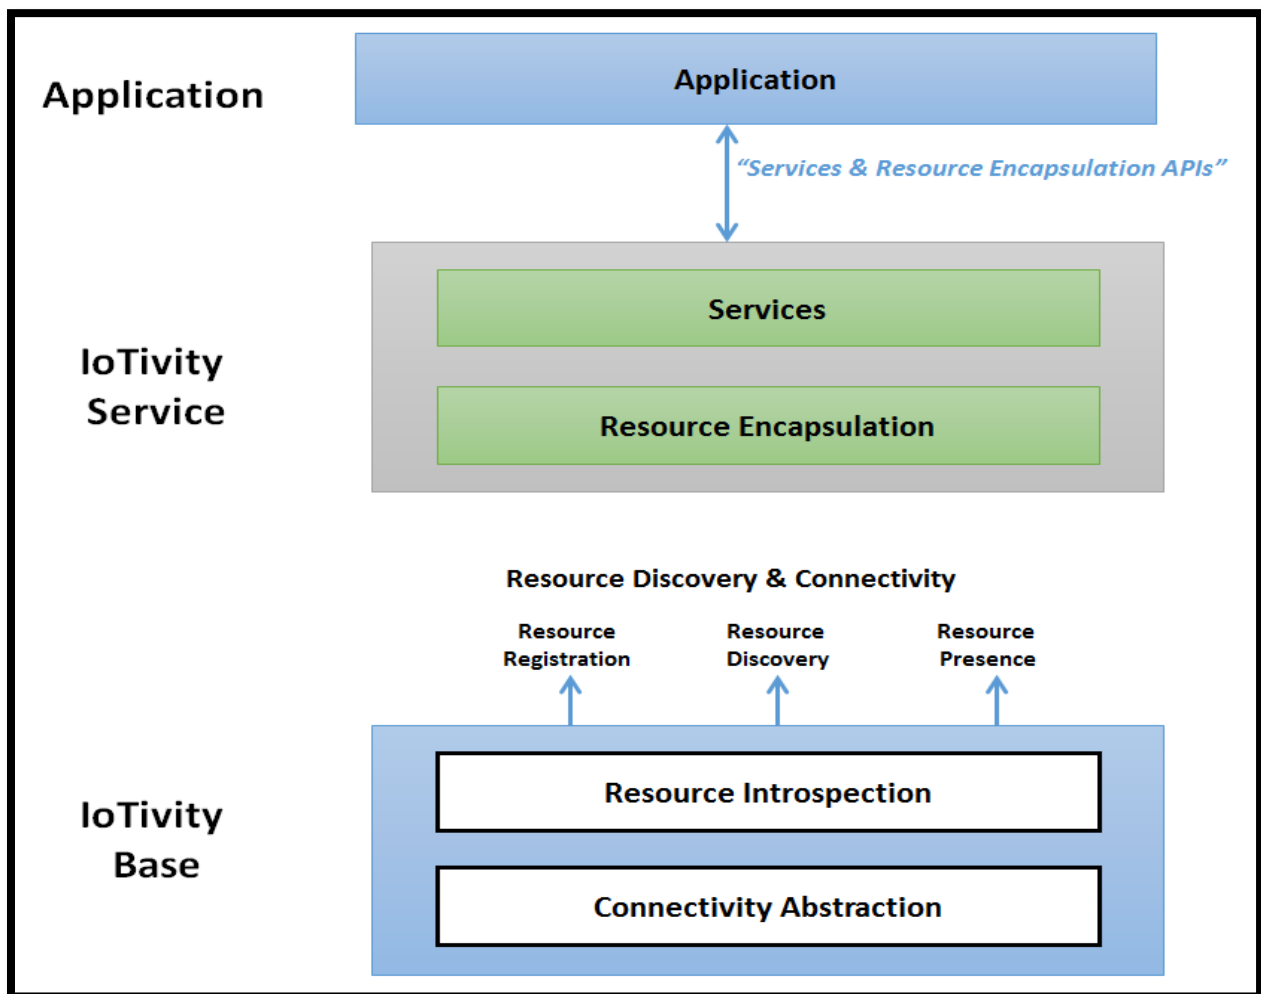 Application
Application
“Services & Resource Encapsulation APIs”
Services
IoTivity
Service
Resource Encapsulation
Resource Discovery & Connectivity
Resource
Registration
Resource
Discovery
Resource
Presence
Resource Introspection
IoTivity
Base
Connectivity Abstraction